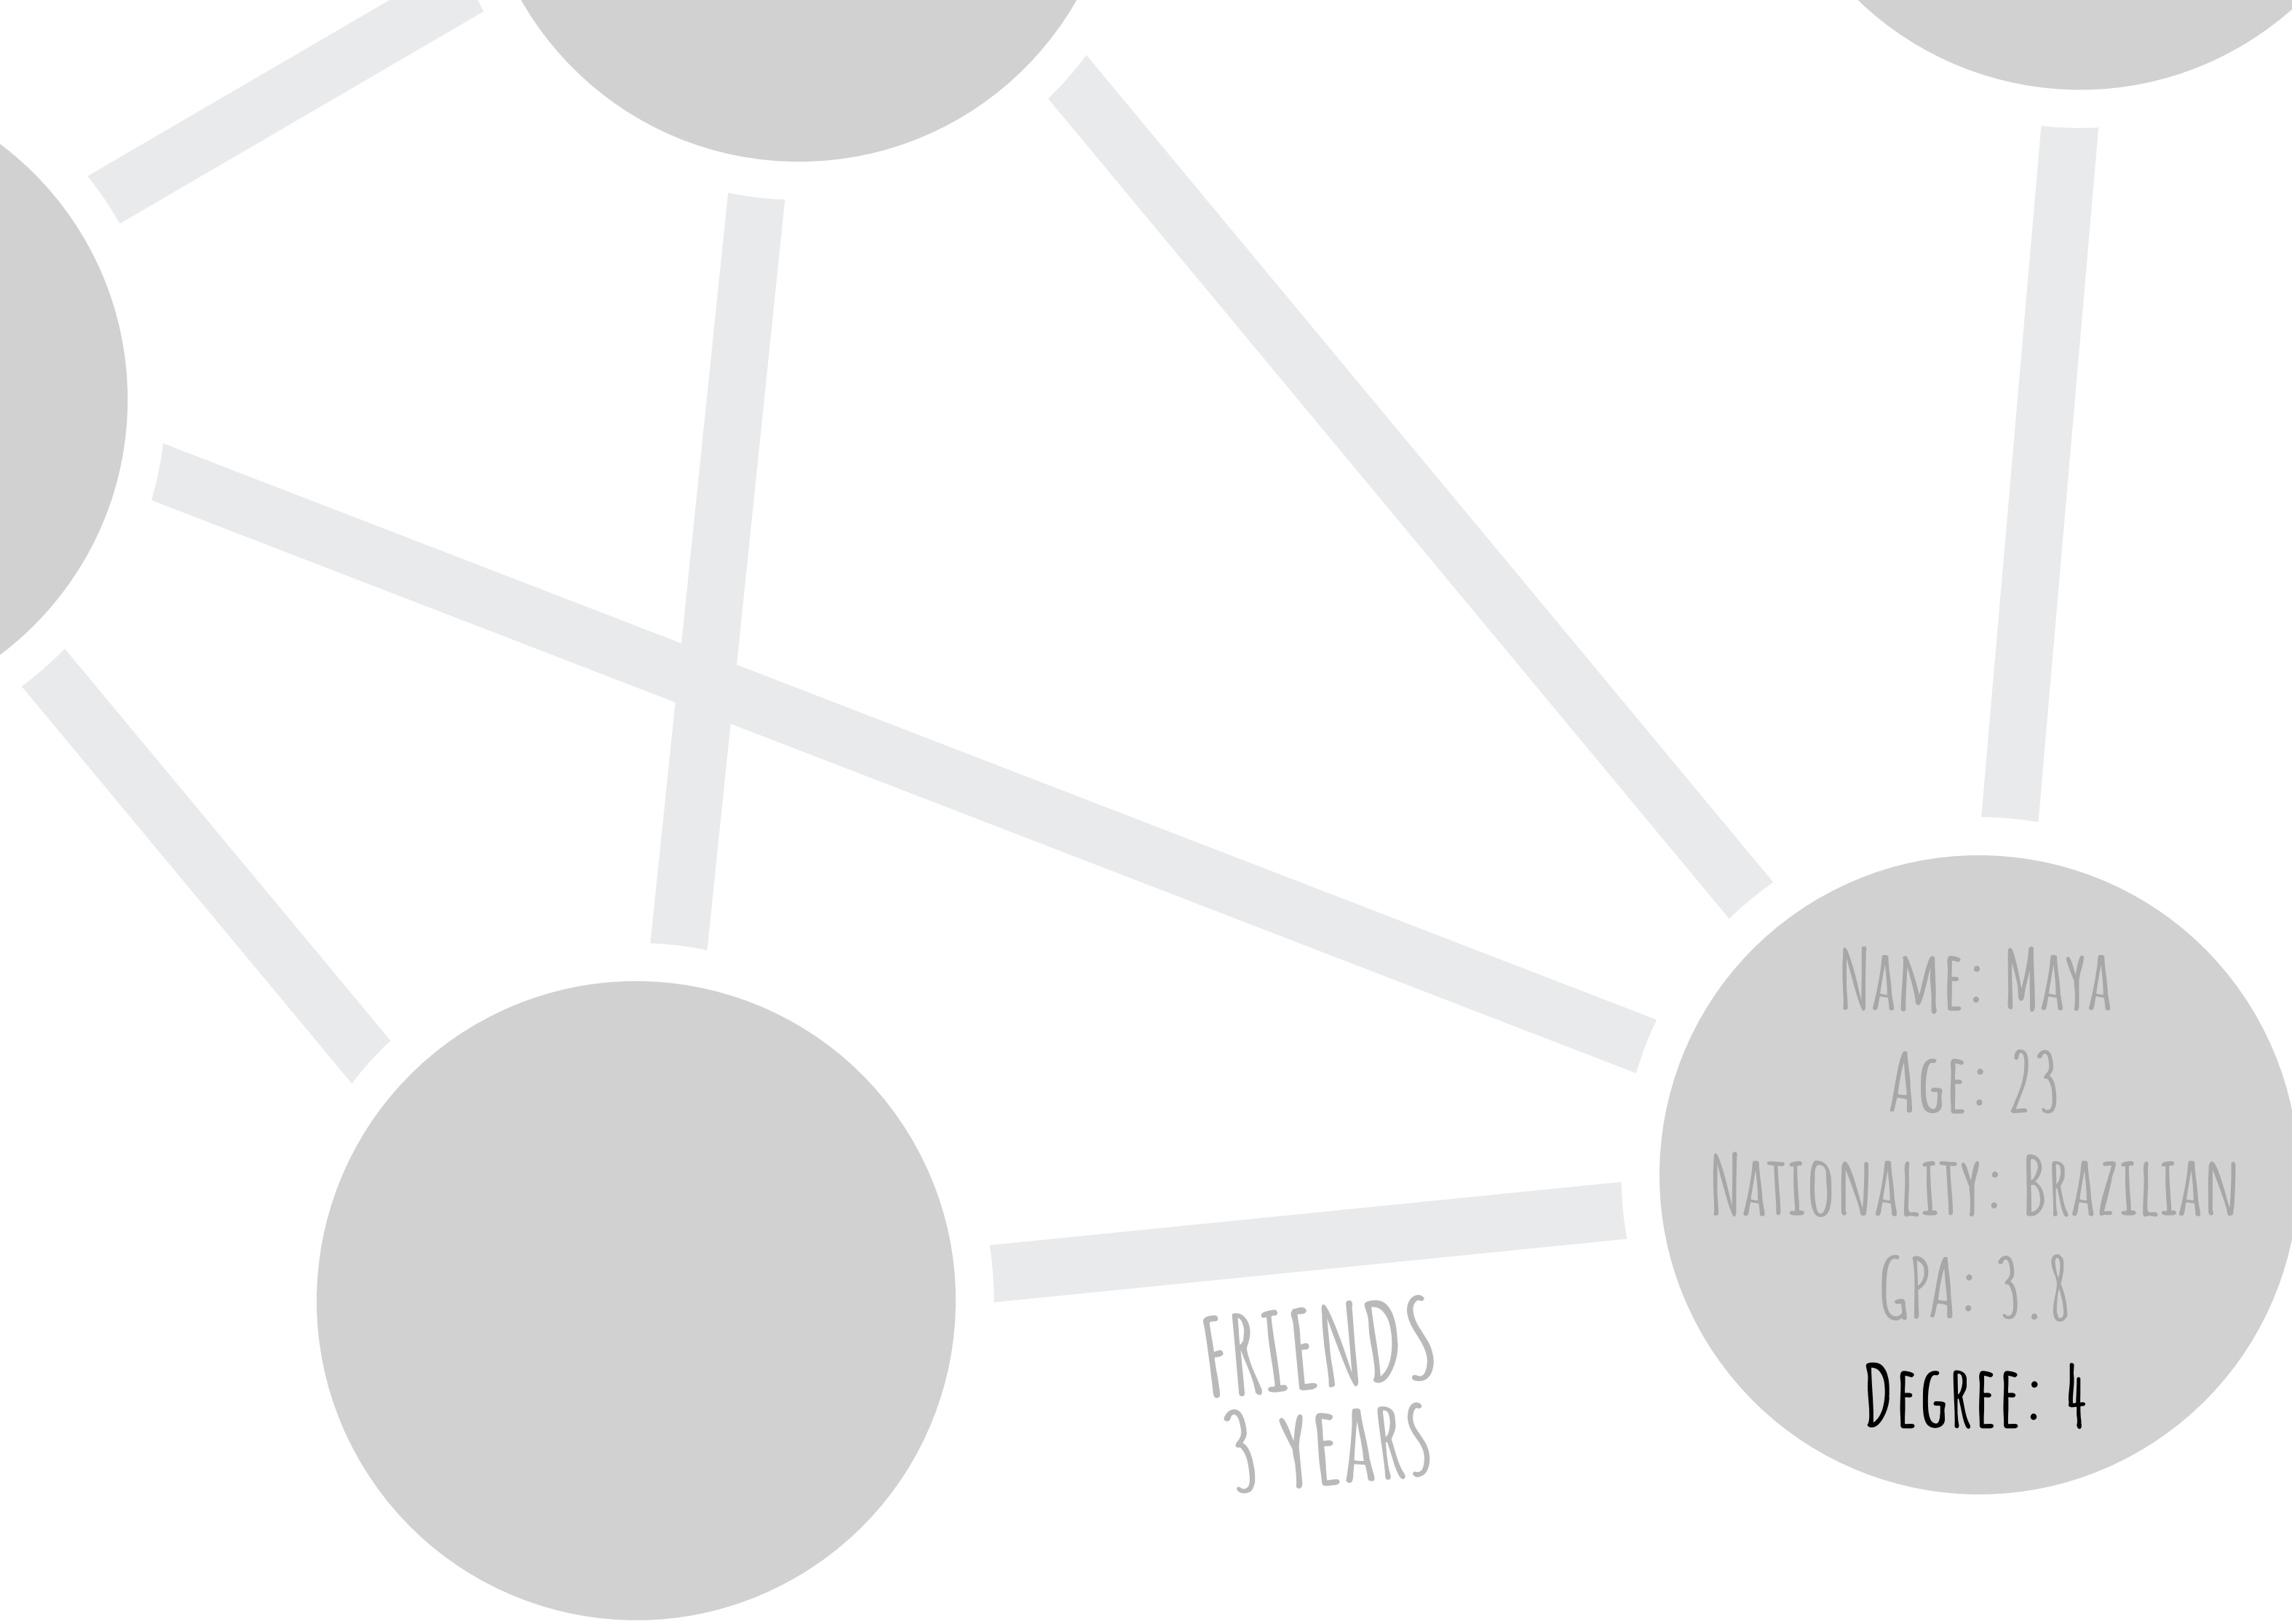 Name: Maya
Age: 23
Nationality: Brazilian
GPA: 3.8
Degree: 4
Friends
3 years